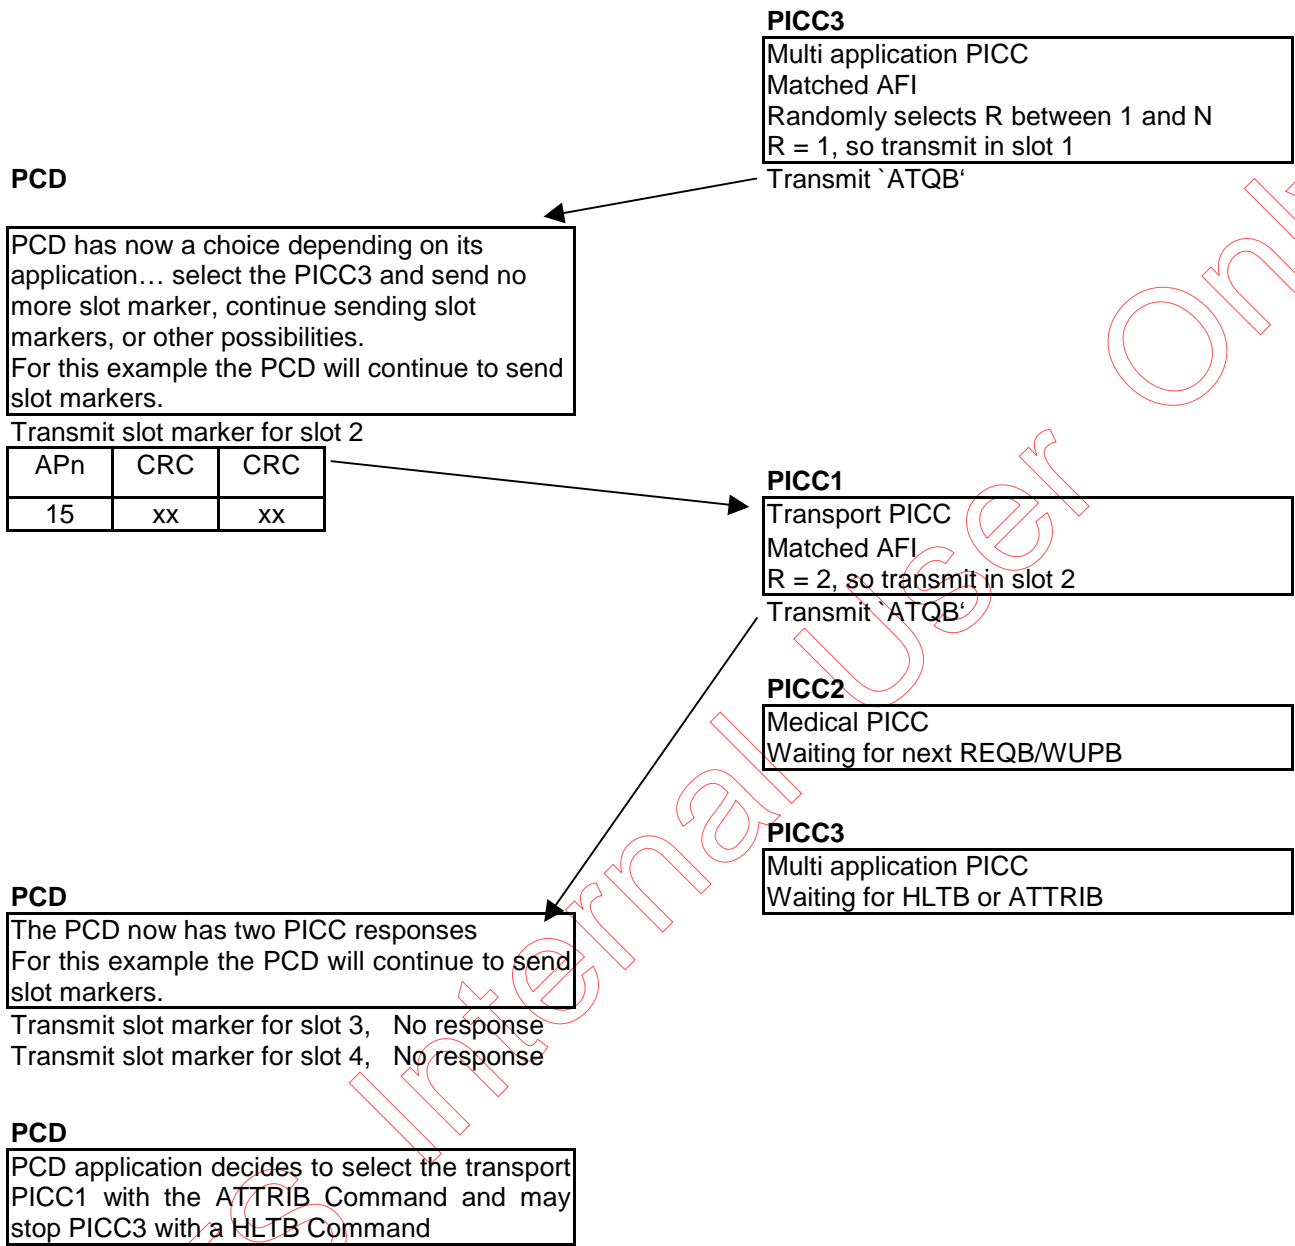 PICC3
Multi application PICC
Matched AFI
Randomly selects R between 1 and N
R = 1, so transmit in slot 1
Transmit `ATQB‘
PCD
PCD has now a choice depending on its
application… select the PICC3 and send no
more slot marker, continue sending slot
markers, or other possibilities.
For this example the PCD will continue to send
slot markers.
Transmit slot marker for slot 2
APn CRC CRC
15 xx xx
PICC1
Transport PICC
Matched AFI
R = 2, so transmit in slot 2
Transmit `ATQB‘
PICC2
Medical PICC
Waiting for next REQB/WUPB
PICC3
Multi application PICC
Waiting for HLTB or ATTRIB
PCD
The PCD now has two PICC responses
For this example the PCD will continue to send
slot markers.
Transmit slot marker for slot 3, No response
Transmit slot marker for slot 4, No response
PCD
PCD application decides to select the transport
PICC1 with the ATTRIB Command and may
stop PICC3 with a HLTB Command
Internal User